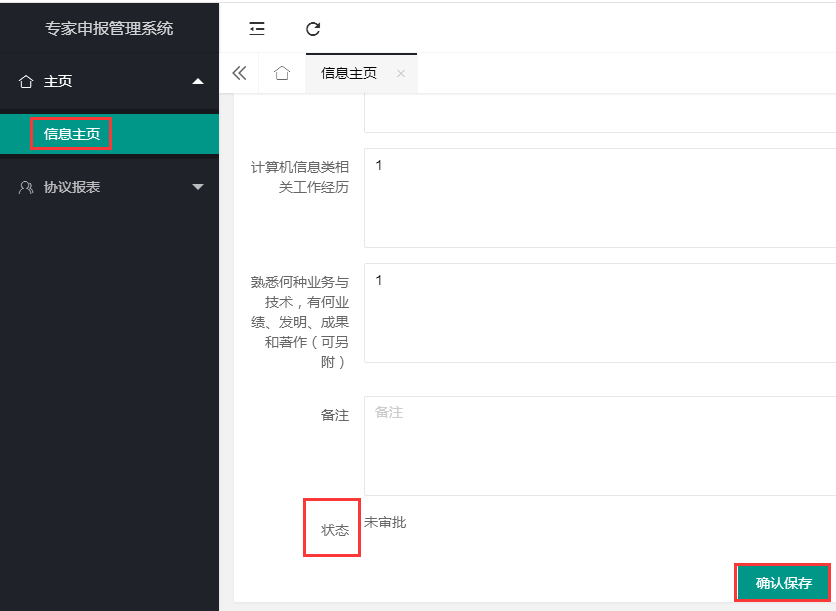 专家申报管理系统
主页
信息主页
协议报表
信息主页
计算机信息类相
关工作经历
1
熟悉何种业务与
技术，有何业
绩、发明、成果
和著作（可另
附）
1
备注
备注
状态
未审批
确认保存